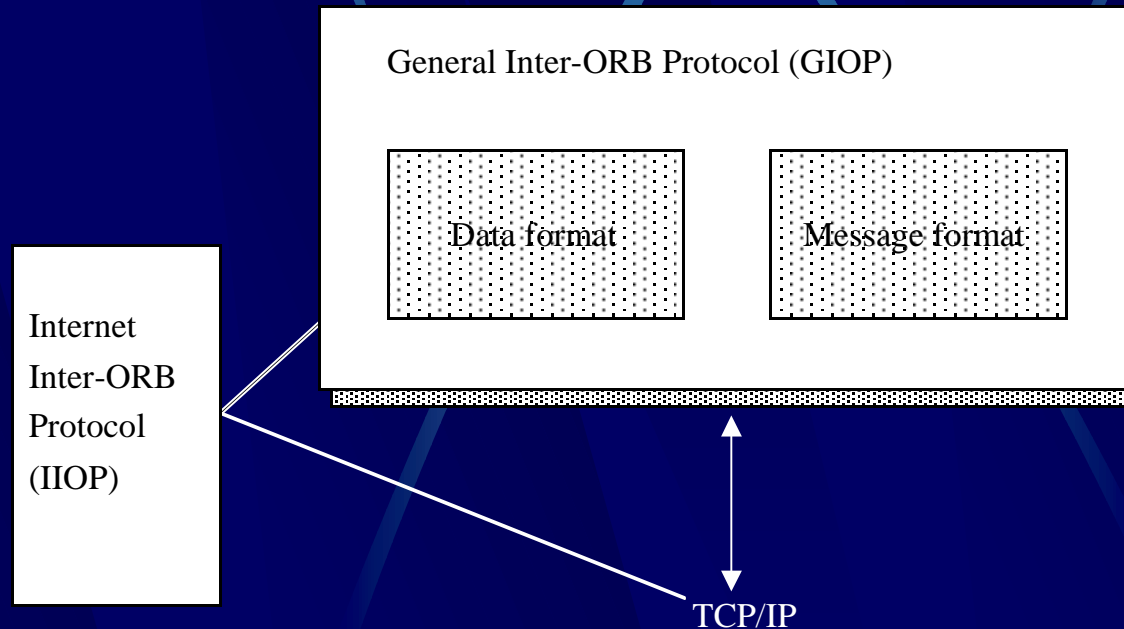 General Inter-ORB Protocol (GIOP)
Data format
Message format
Internet
Inter-ORB
Protocol
(IIOP)
TCP/IP